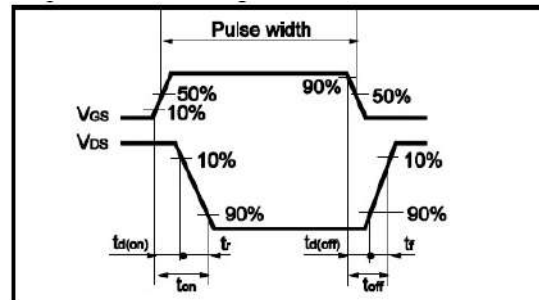 Pulse width
90%
50%
50%
10%
VGS
VDS
10%
10%
90%
90%
td(on)
tr
td(off)
tf
ton
toff